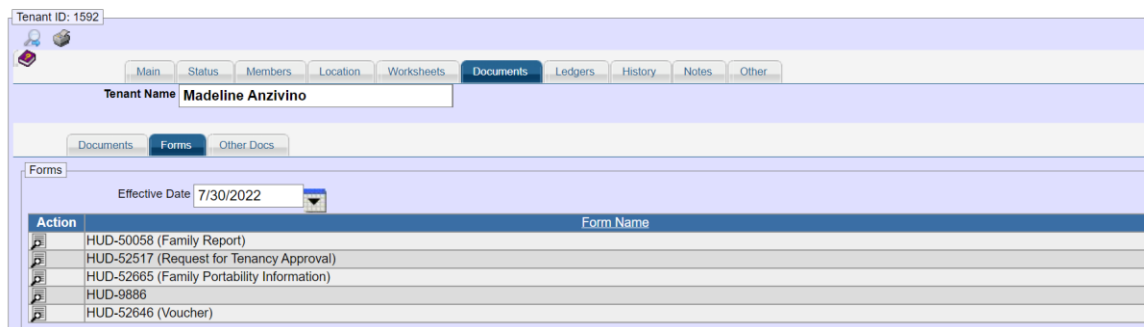 Tenant ID: 1592
Main Status Members Location Worksheets Documents Ledgers History Notes Other
Tenant Name Madeline Anzivino
Documents Forms Other Docs
Forms
Effective Date 7/30/2022
Action Form Name
HUD-50058 (Family Report)
HUD-52517 (Request for Tenancy Approval)
HUD-52665 (Family Portability Information)
HUD-9886
HUD-52646 (Voucher)